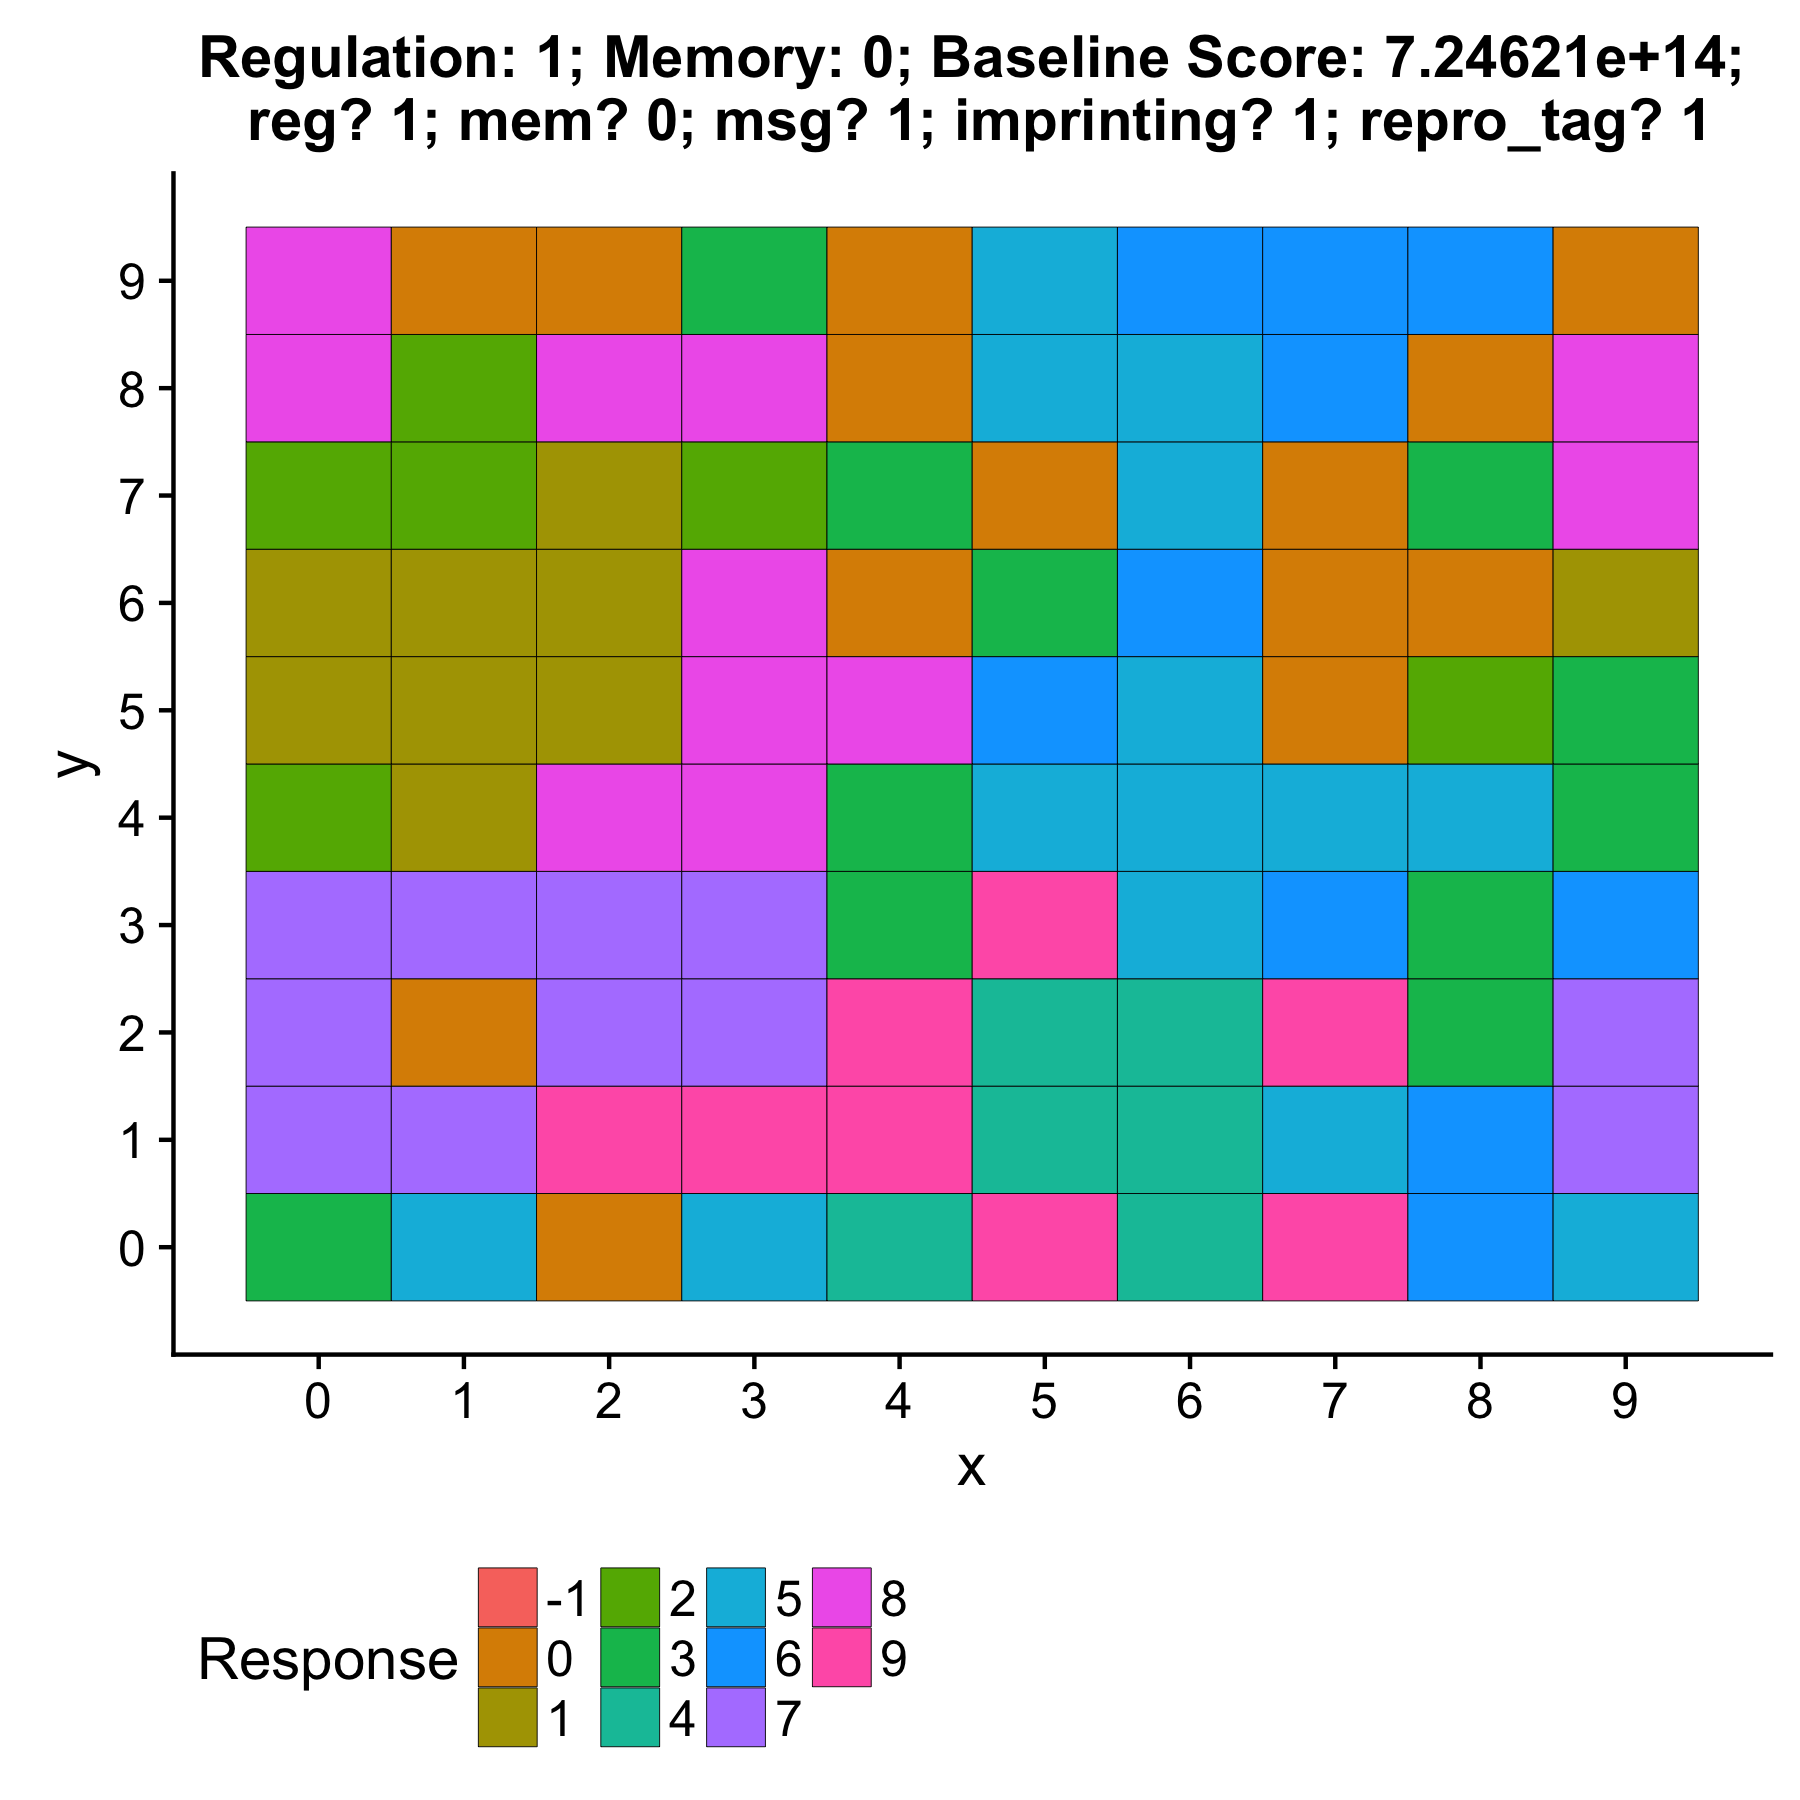 Regulation: 1; Memory: 0; Baseline Score: 7.24621e+14;
reg? 1; mem? 0; msg? 1; imprinting? 1; repro_tag? 1
9
8
7
6
5
4
3
2
1
0
y
0 1 2 3 4 5 6 7 8 9
x
Response
-1 2 5 8
0 3 6 9
1 4 7